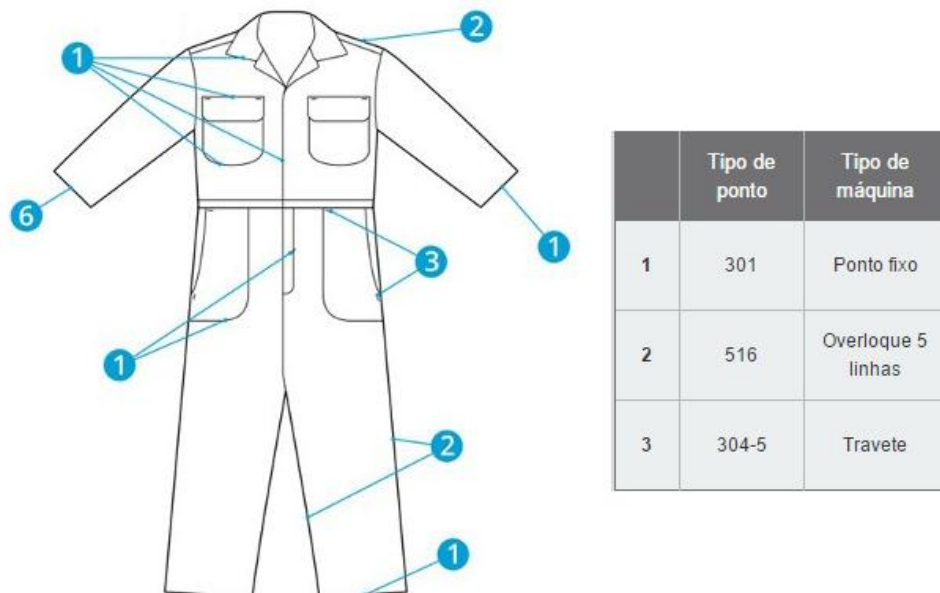 1
2
6
1
3
1
2
1
Tipo de ponto
Tipo de máquina
1 301 Ponto fixo
2 516 Overloque 5 linhas
3 304-5 Travete